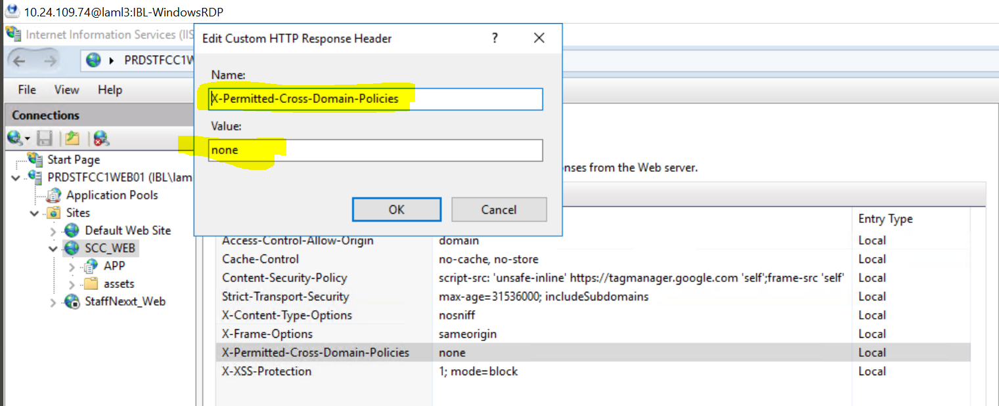 10.24.109.74@laml3:IBL-WindowsRDP
Internet Information Services (IIS
Edit Custom HTTP Response Header
?
PRDSTFCC1W
File View Help
Name:
X-Permitted-Cross-Domain-Policies
Value:
none
OK
Cancel
Connections
Start Page
PRDSTFCC1WEB01 (IBL\lam
Application Pools
Sites
Default Web Site
SCC_WEB
APP
assets
StaffNexxt_Web
nses from the Web server.
Entry Type
Access-Control-Allow-Origin domain Local
Cache-Control no-cache, no-store Local
Content-Security-Policy script-src: 'unsafe-inline' https://tagmanager.google.com 'self';frame-src 'self' Local
Strict-Transport-Security max-age=31536000; includeSubdomains Local
X-Content-Type-Options nosniff Local
X-Frame-Options sameorigin Local
X-Permitted-Cross-Domain-Policies none Local
X-XSS-Protection 1; mode=block Local